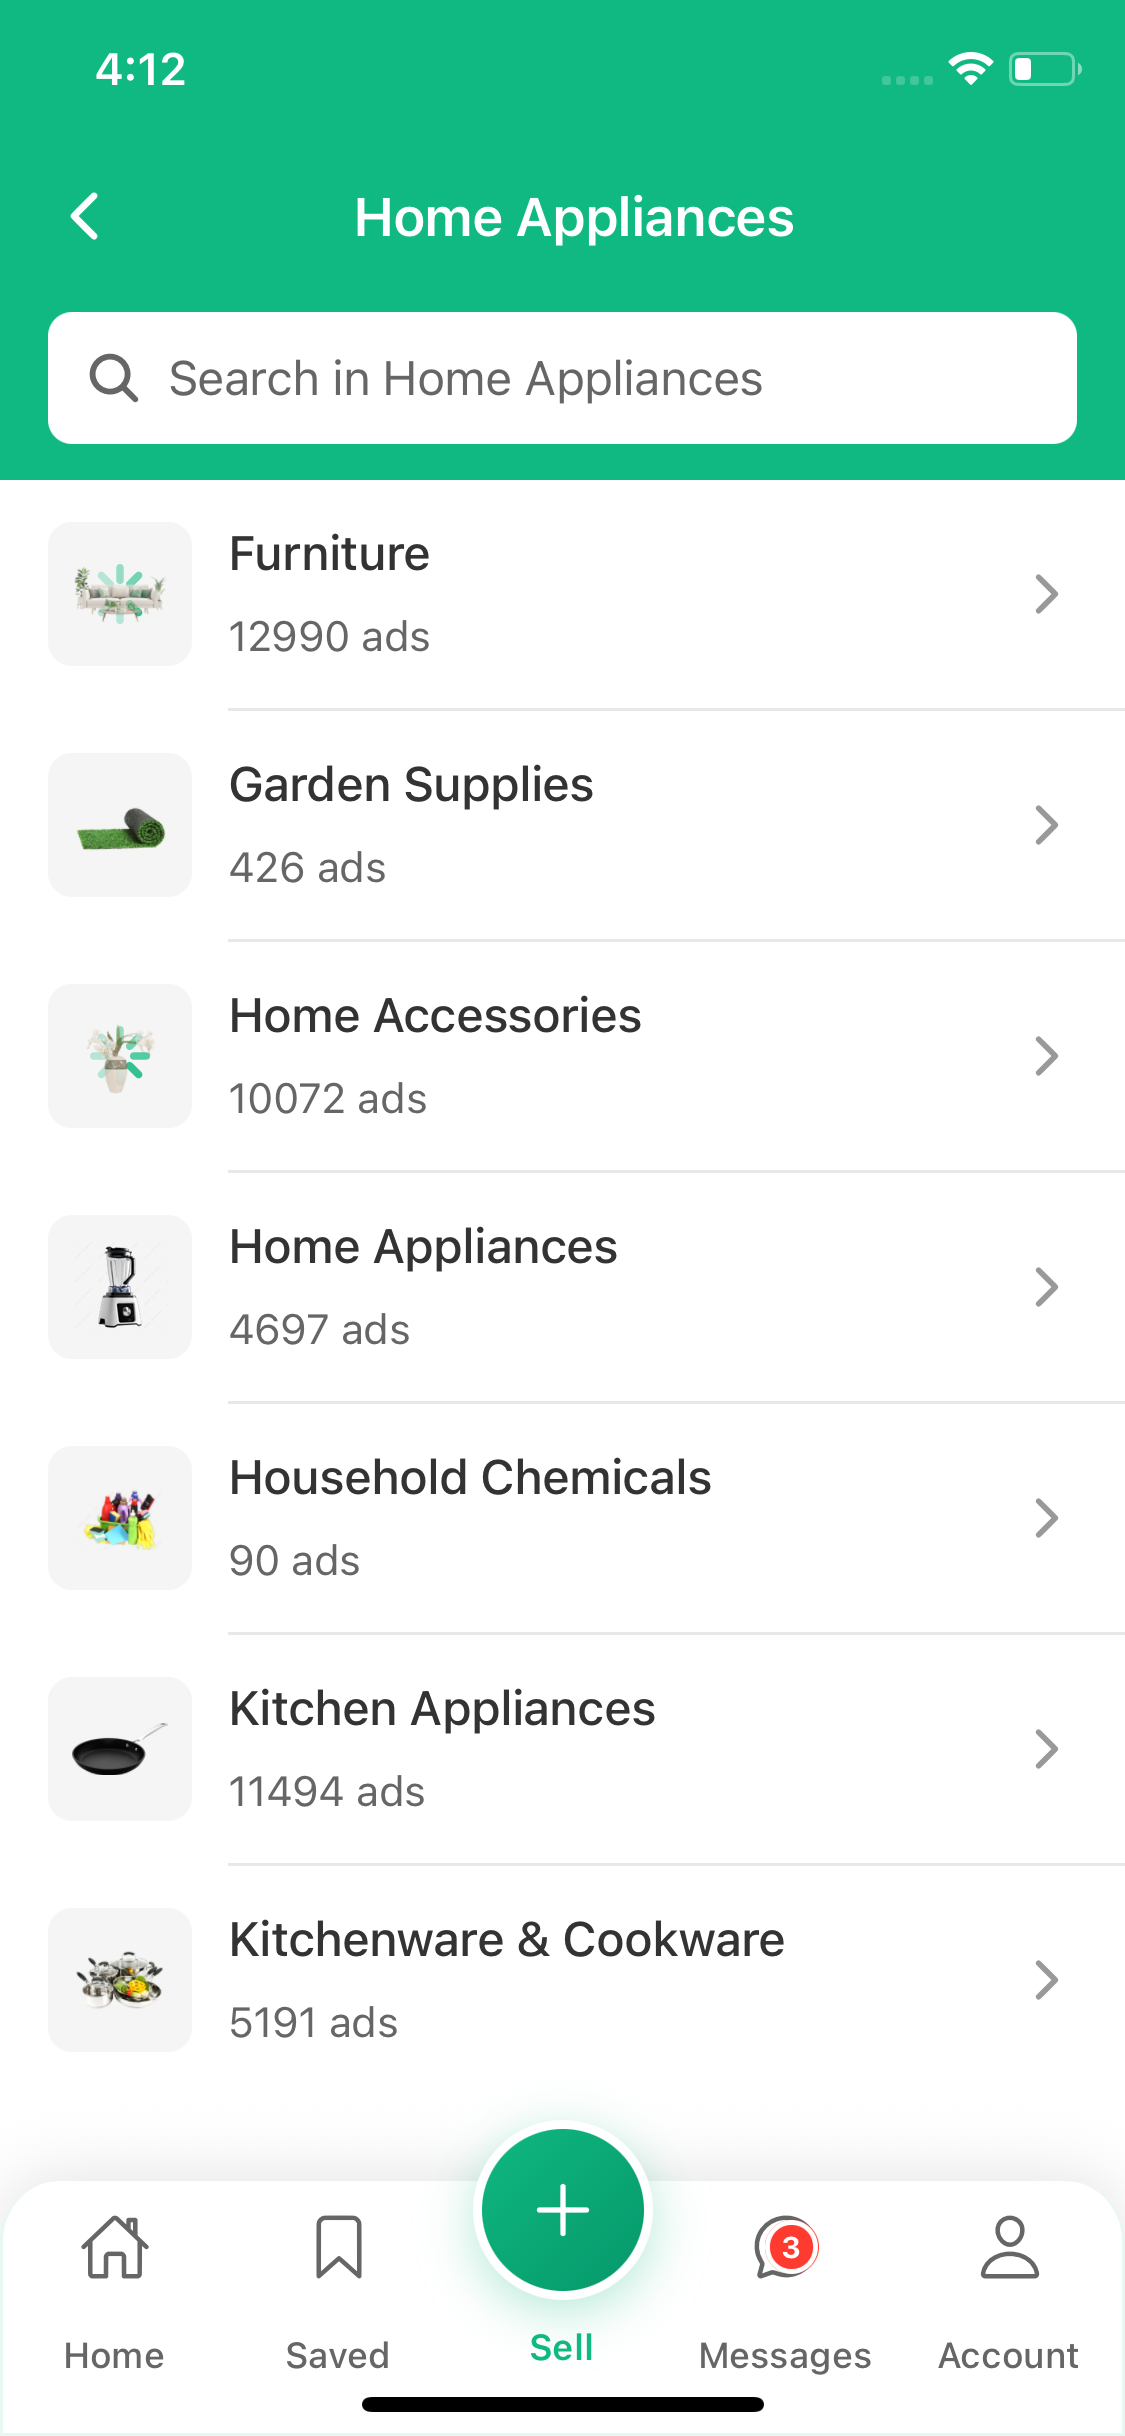 4:12
Home Appliances
Search in Home Appliances
Furniture
12990 ads
Garden Supplies
426 ads
Home Accessories
10072 ads
Home Appliances
4697 ads
Household Chemicals
90 ads
Kitchen Appliances
11494 ads
Kitchenware & Cookware
5191 ads
3
Home
Saved
Sell
Messages
Account